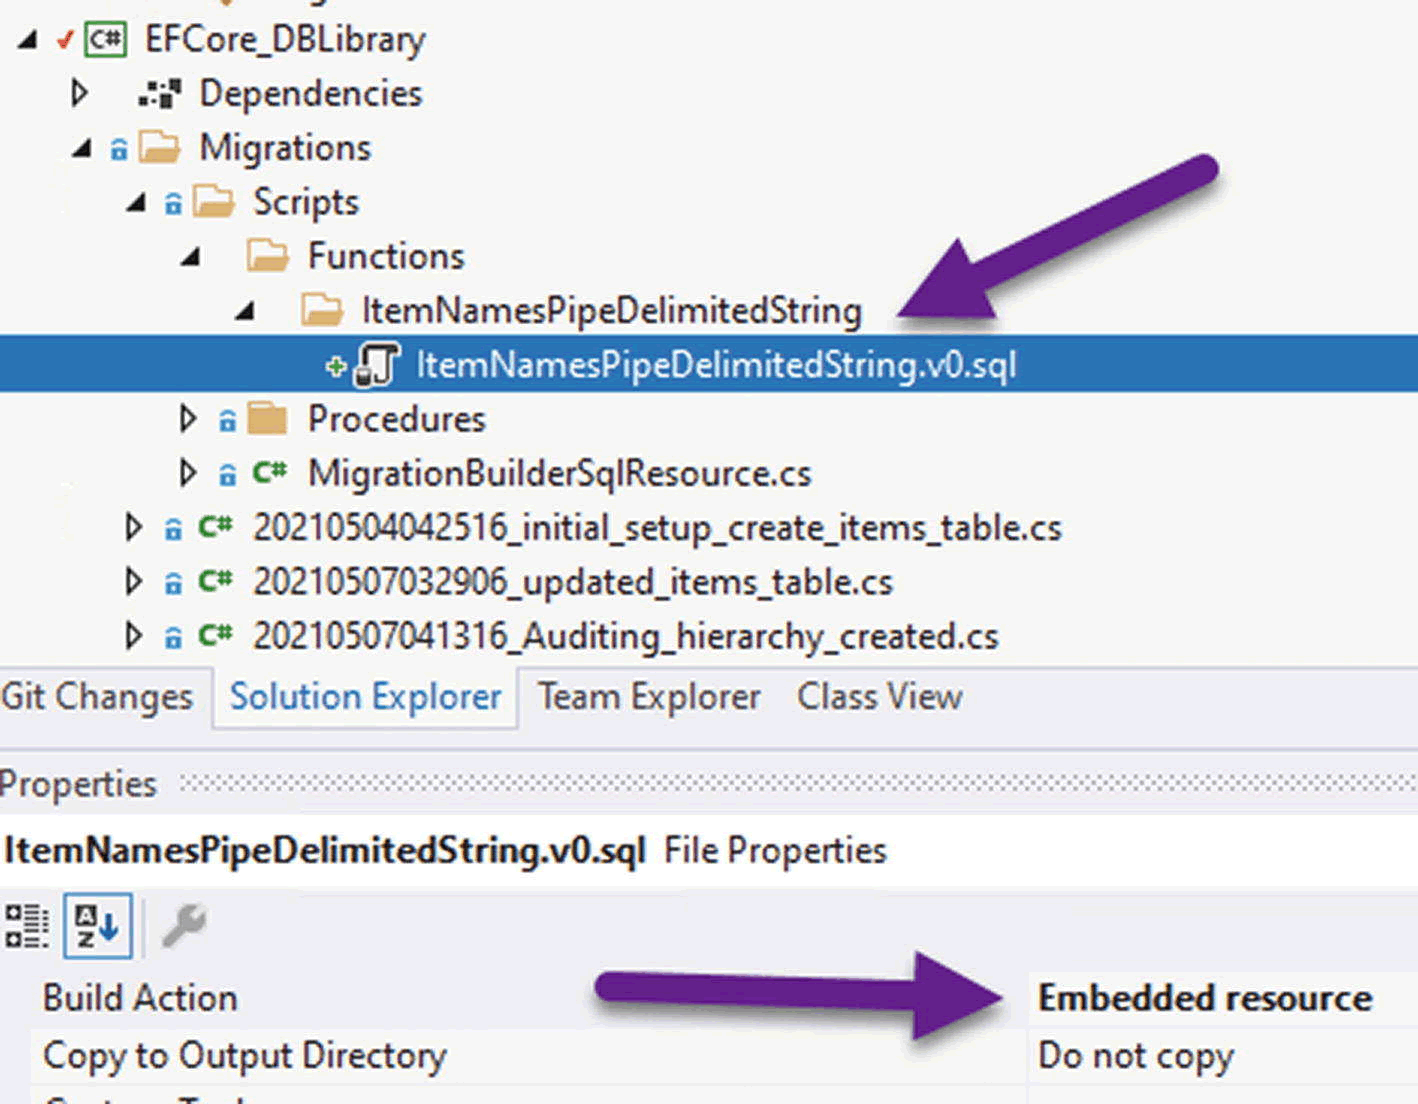 C# EFCore_DBLibrary
Dependencies
Migrations
Scripts
Functions
ItemNamesPipeDelimitedString
ItemNamesPipeDelimitedString.v0.sql
Procedures
C# MigrationBuilderSqlResource.cs
C# 20210504042516_initial_setup_create_items_table.cs
C# 20210507032906_updated_items_table.cs
C# 20210507041316_Auditing_hierarchy_created.cs
Git Changes Solution Explorer Team Explorer Class View
Properties
ItemNamesPipeDelimitedString.v0.sql File Properties
AZ
Build Action Embedded resource
Copy to Output Directory Do not copy